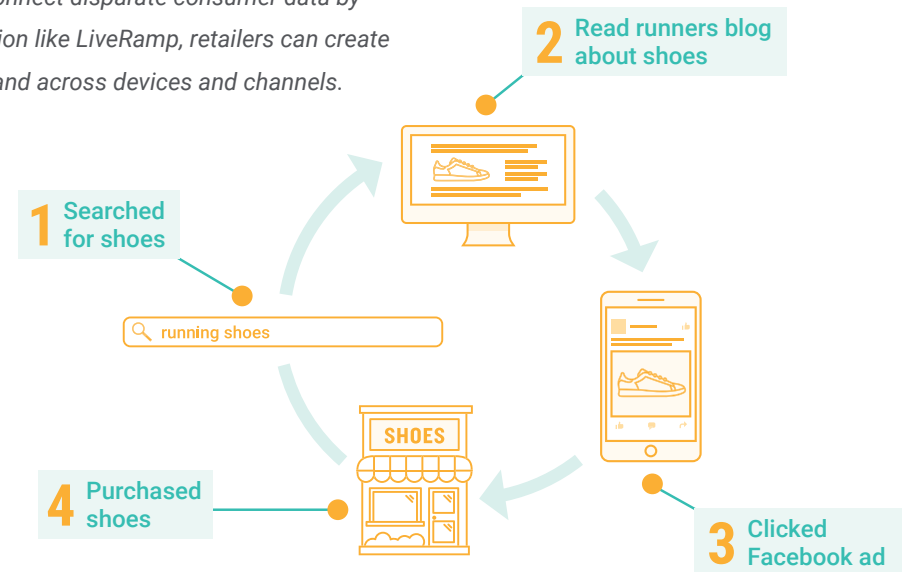 onnect disparate consumer data by
ion like LiveRamp, retailers can create
and across devices and channels.
2 Read runners blog
about shoes
1 Searched
for shoes
running shoes
SHOES
4 Purchased
shoes
3 Clicked
Facebook ad